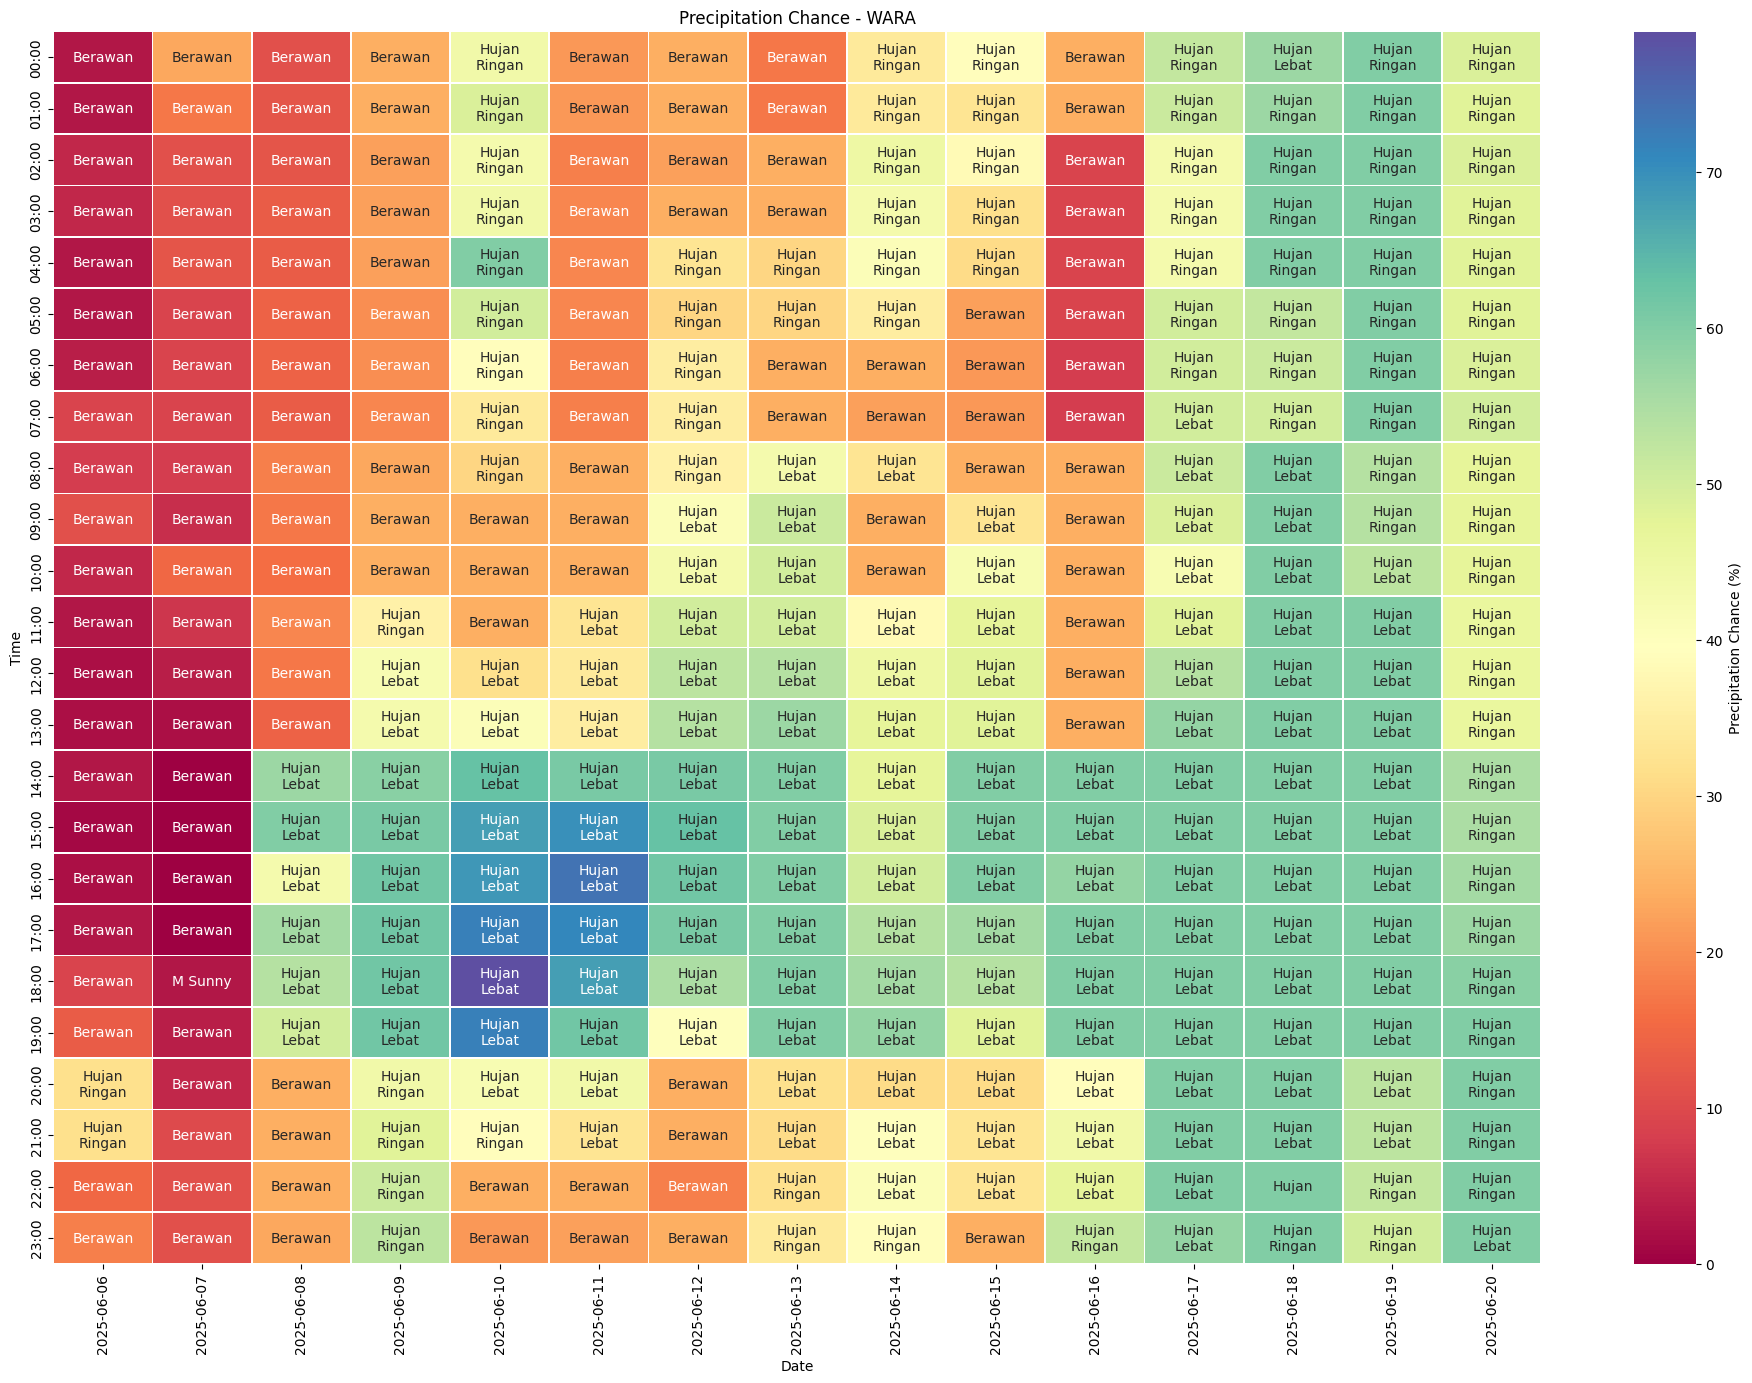 Precipitation Chance - WARA
00:00 Berawan Berawan Berawan Berawan Hujan Ringan Berawan Berawan Berawan Hujan Ringan Hujan Ringan Berawan Hujan Ringan Hujan Lebat Hujan Ringan Hujan Ringan
01:00 Berawan Berawan Berawan Berawan Hujan Ringan Berawan Berawan Berawan Hujan Ringan Hujan Ringan Berawan Hujan Ringan Hujan Ringan Hujan Ringan Hujan Ringan
02:00 Berawan Berawan Berawan Berawan Hujan Ringan Berawan Berawan Berawan Hujan Ringan Hujan Ringan Berawan Hujan Ringan Hujan Ringan Hujan Ringan Hujan Ringan
03:00 Berawan Berawan Berawan Berawan Hujan Ringan Berawan Berawan Berawan Hujan Ringan Hujan Ringan Berawan Hujan Ringan Hujan Ringan Hujan Ringan Hujan Ringan
04:00 Berawan Berawan Berawan Berawan Hujan Ringan Berawan Hujan Ringan Hujan Ringan Hujan Ringan Hujan Ringan Berawan Hujan Ringan Hujan Ringan Hujan Ringan Hujan Ringan
05:00 Berawan Berawan Berawan Berawan Hujan Ringan Berawan Hujan Ringan Hujan Ringan Hujan Ringan Berawan Berawan Hujan Ringan Hujan Ringan Hujan Ringan Hujan Ringan
06:00 Berawan Berawan Berawan Berawan Hujan Ringan Berawan Hujan Ringan Berawan Berawan Berawan Berawan Hujan Ringan Hujan Ringan Hujan Ringan Hujan Ringan
07:00 Berawan Berawan Berawan Berawan Hujan Ringan Berawan Hujan Ringan Berawan Berawan Berawan Berawan Hujan Lebat Hujan Ringan Hujan Ringan Hujan Ringan
08:00 Berawan Berawan Berawan Berawan Hujan Ringan Berawan Hujan Ringan Hujan Lebat Hujan Lebat Berawan Berawan Hujan Lebat Hujan Lebat Hujan Ringan Hujan Ringan
09:00 Berawan Berawan Berawan Berawan Berawan Berawan Hujan Lebat Hujan Lebat Berawan Hujan Lebat Berawan Hujan Lebat Hujan Lebat Hujan Ringan Hujan Ringan
10:00 Berawan Berawan Berawan Berawan Berawan Berawan Hujan Lebat Hujan Lebat Berawan Hujan Lebat Berawan Hujan Lebat Hujan Lebat Hujan Lebat Hujan Ringan
11:00 Berawan Berawan Berawan Hujan Ringan Berawan Hujan Lebat Hujan Lebat Hujan Lebat Hujan Lebat Hujan Lebat Berawan Hujan Lebat Hujan Lebat Hujan Lebat Hujan Ringan
12:00 Berawan Berawan Berawan Hujan Lebat Hujan Lebat Hujan Lebat Hujan Lebat Hujan Lebat Hujan Lebat Hujan Lebat Berawan Hujan Lebat Hujan Lebat Hujan Lebat Hujan Ringan
13:00 Berawan Berawan Berawan Hujan Lebat Hujan Lebat Hujan Lebat Hujan Lebat Hujan Lebat Hujan Lebat Hujan Lebat Berawan Hujan Lebat Hujan Lebat Hujan Lebat Hujan Ringan
14:00 Berawan Berawan Hujan Lebat Hujan Lebat Hujan Lebat Hujan Lebat Hujan Lebat Hujan Lebat Hujan Lebat Hujan Lebat Hujan Lebat Hujan Lebat Hujan Lebat Hujan Lebat Hujan Ringan
15:00 Berawan Berawan Hujan Lebat Hujan Lebat Hujan Lebat Hujan Lebat Hujan Lebat Hujan Lebat Hujan Lebat Hujan Lebat Hujan Lebat Hujan Lebat Hujan Lebat Hujan Lebat Hujan Ringan
16:00 Berawan Berawan Hujan Lebat Hujan Lebat Hujan Lebat Hujan Lebat Hujan Lebat Hujan Lebat Hujan Lebat Hujan Lebat Hujan Lebat Hujan Lebat Hujan Lebat Hujan Lebat Hujan Ringan
17:00 Berawan Berawan Hujan Lebat Hujan Lebat Hujan Lebat Hujan Lebat Hujan Lebat Hujan Lebat Hujan Lebat Hujan Lebat Hujan Lebat Hujan Lebat Hujan Lebat Hujan Lebat Hujan Ringan
18:00 Berawan M Sunny Hujan Lebat Hujan Lebat Hujan Lebat Hujan Lebat Hujan Lebat Hujan Lebat Hujan Lebat Hujan Lebat Hujan Lebat Hujan Lebat Hujan Lebat Hujan Lebat Hujan Ringan
19:00 Berawan Berawan Hujan Lebat Hujan Lebat Hujan Lebat Hujan Lebat Hujan Lebat Hujan Lebat Hujan Lebat Hujan Lebat Hujan Lebat Hujan Lebat Hujan Lebat Hujan Lebat Hujan Ringan
20:00 Hujan Ringan Berawan Berawan Hujan Ringan Hujan Lebat Hujan Lebat Berawan Hujan Lebat Hujan Lebat Hujan Lebat Hujan Lebat Hujan Lebat Hujan Lebat Hujan Lebat Hujan Ringan
21:00 Hujan Ringan Berawan Berawan Hujan Ringan Hujan Ringan Hujan Lebat Berawan Hujan Lebat Hujan Lebat Hujan Lebat Hujan Lebat Hujan Lebat Hujan Lebat Hujan Lebat Hujan Ringan
22:00 Berawan Berawan Berawan Hujan Ringan Berawan Berawan Berawan Hujan Ringan Hujan Lebat Hujan Lebat Hujan Lebat Hujan Lebat Hujan Hujan Ringan Hujan Ringan
23:00 Berawan Berawan Berawan Hujan Ringan Berawan Berawan Berawan Hujan Ringan Hujan Ringan Berawan Hujan Ringan Hujan Lebat Hujan Ringan Hujan Ringan Hujan Lebat
Time
2025-06-06 2025-06-07 2025-06-08 2025-06-09 2025-06-10 2025-06-11 2025-06-12 2025-06-13 2025-06-14 2025-06-15 2025-06-16 2025-06-17 2025-06-18 2025-06-19 2025-06-20
Date
70
60
50
40
30
20
10
0
Precipitation Chance (%)